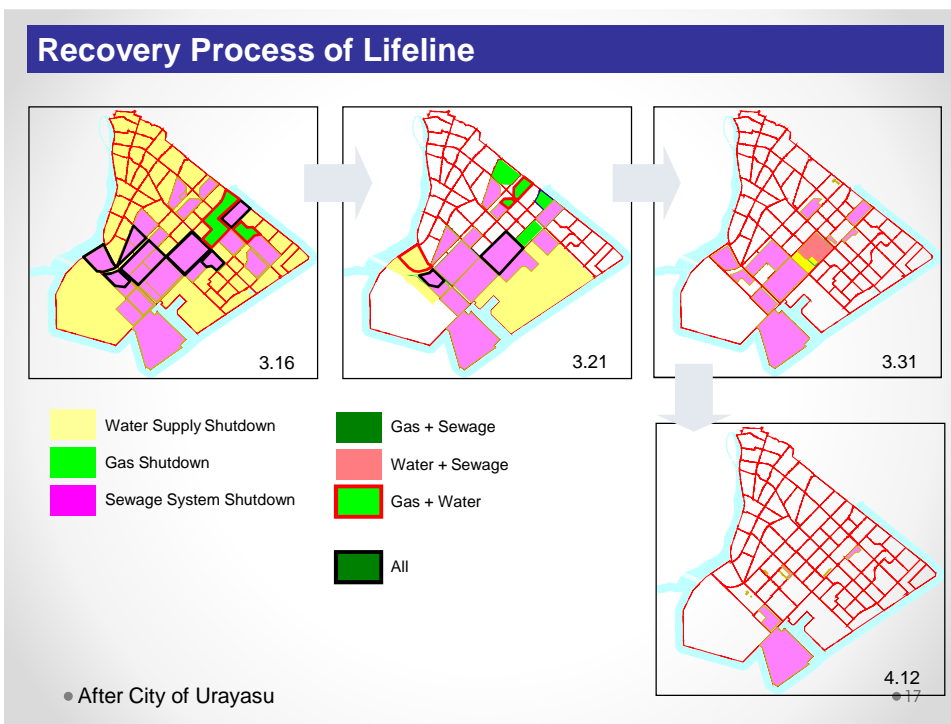 Recovery Process of Lifeline
3.16
3.21
3.31
Water Supply Shutdown
Gas Shutdown
Sewage System Shutdown
Gas + Sewage
Water + Sewage
Gas + Water
All
4.12
• After City of Urayasu
• 17